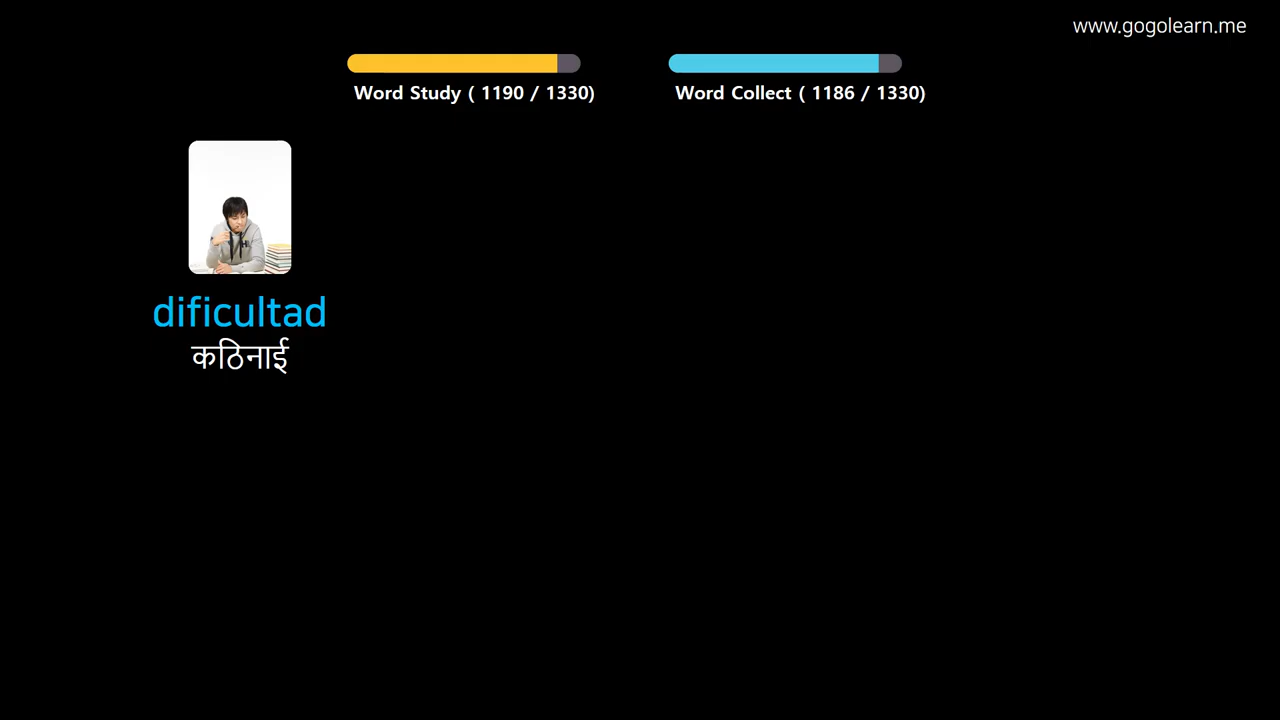 www.gogolearn.me
Word Study ( 1190 / 1330)
Word Collect ( 1186 / 1330)
dificultad
कठिनाई